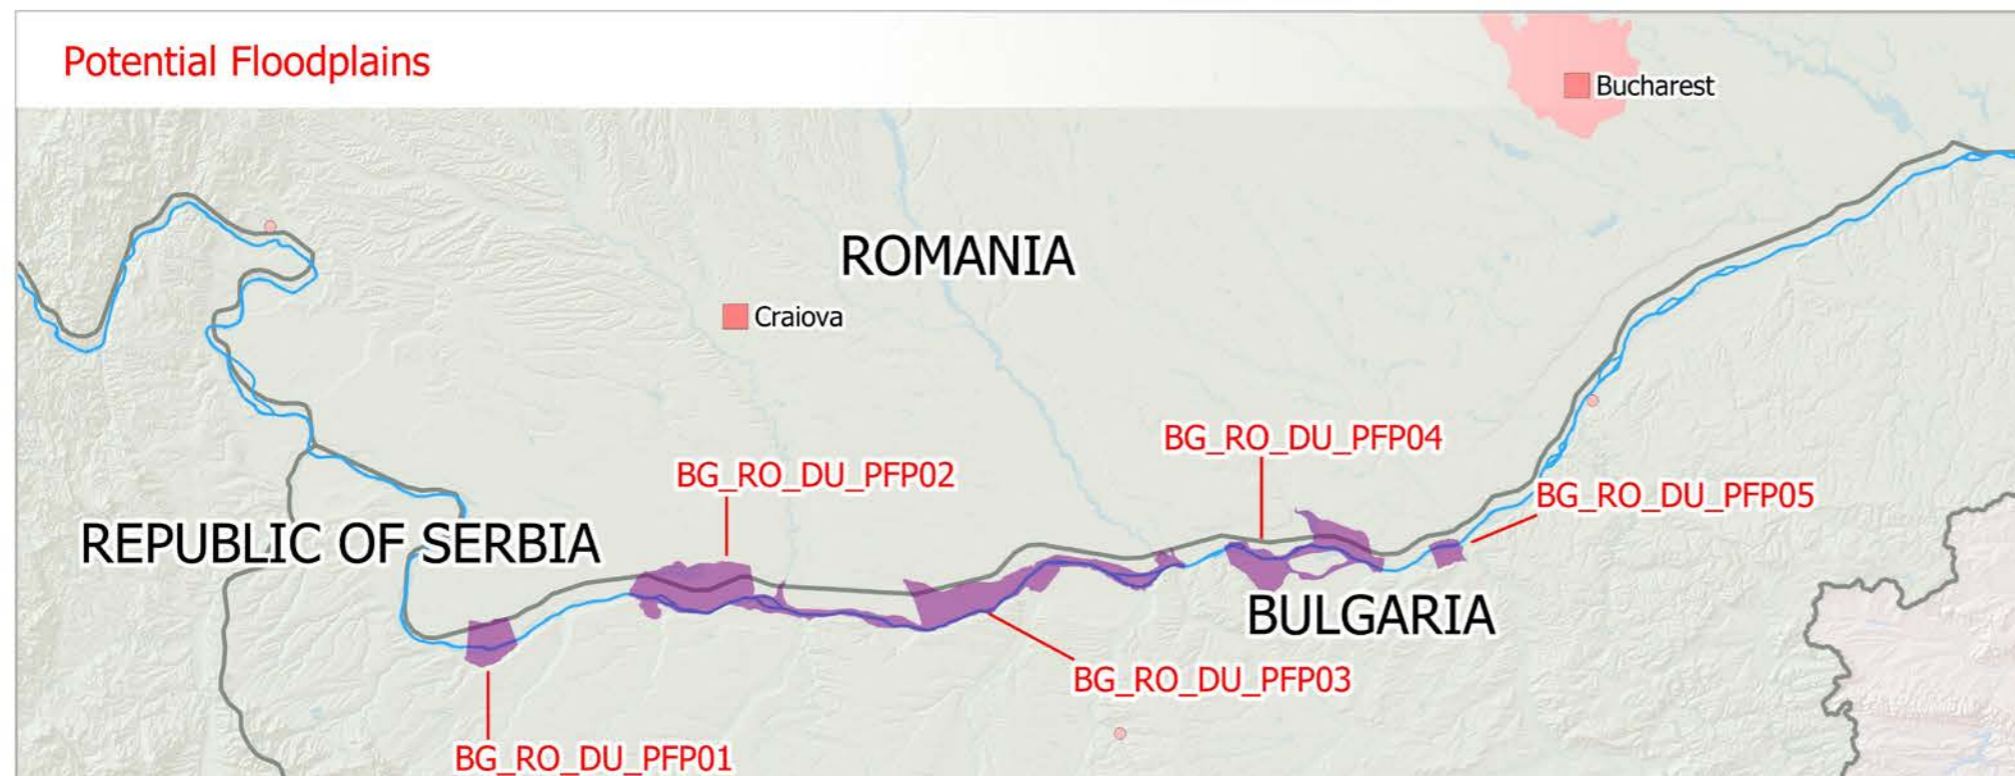 Potential Floodplains
Bucharest
ROMANIA
Craiova
BG_RO_DU_PFP04
BG_RO_DU_PFP02
BG_RO_DU_PFP05
REPUBLIC OF SERBIA
BULGARIA
BG_RO_DU_PFP03
BG_RO_DU_PFP01